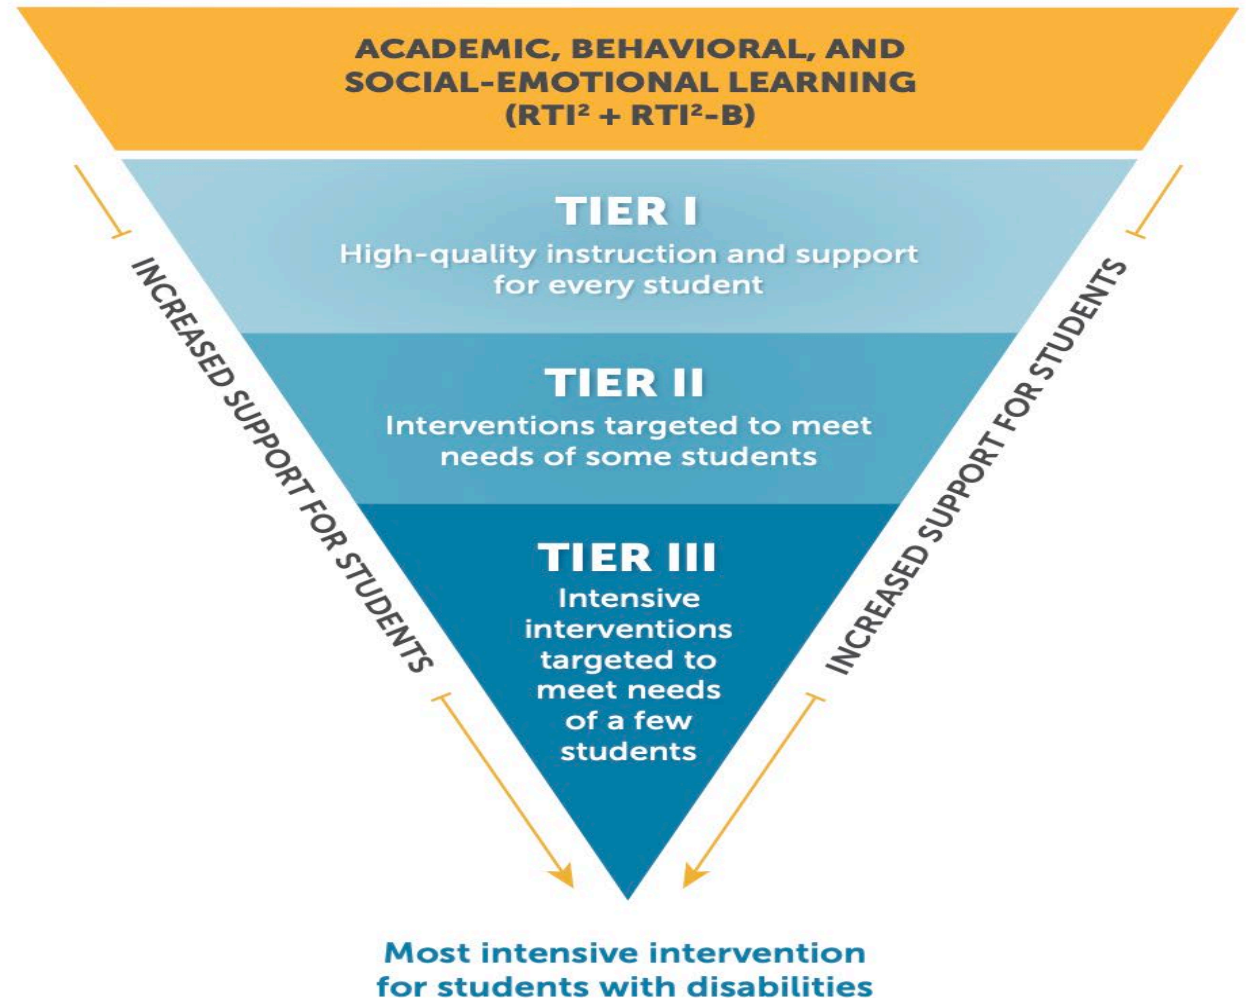 ACADEMIC, BEHAVIORAL, AND
SOCIAL-EMOTIONAL LEARNING
(RTI² + RTI²-B)
TIER I
High-quality instruction and support
for every student
INCREASED SUPPORT FOR STUDENTS
INCREASED SUPPORT FOR STUDENTS
TIER II
Interventions targeted to meet
needs of some students
TIER III
Intensive
interventions
targeted to
meet needs
of a few
students
Most intensive intervention
for students with disabilities